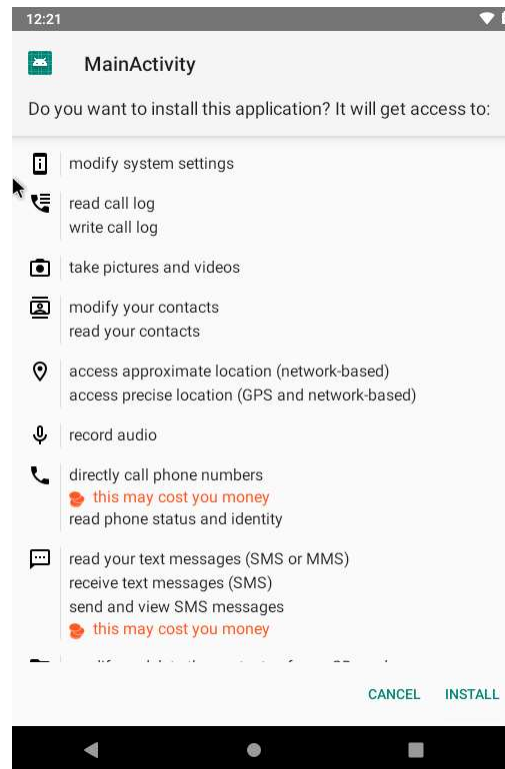 12:21
MainActivity
Do you want to install this application? It will get access to:
modify system settings
read call log
write call log
take pictures and videos
modify your contacts
read your contacts
access approximate location (network-based)
access precise location (GPS and network-based)
record audio
directly call phone numbers
this may cost you money
read phone status and identity
read your text messages (SMS or MMS)
receive text messages (SMS)
send and view SMS messages
this may cost you money
CANCEL INSTALL